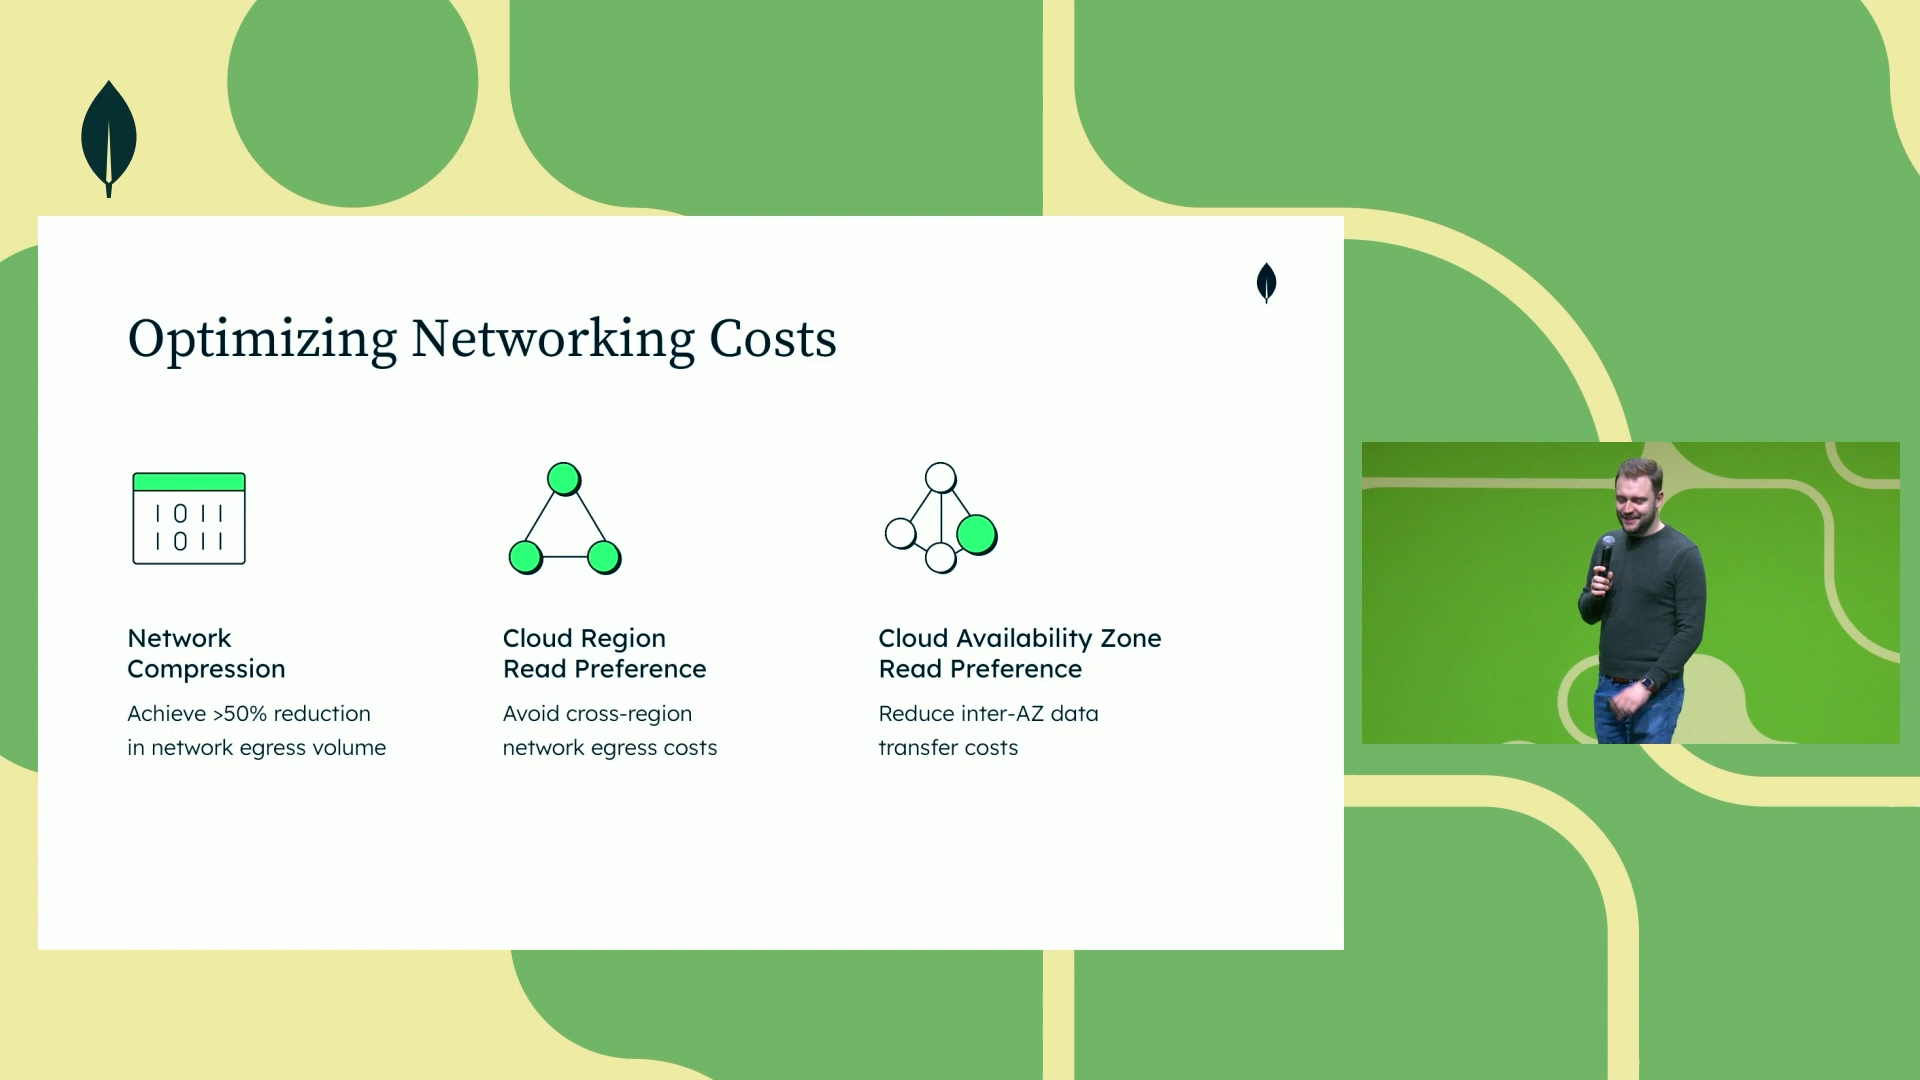 Optimizing Networking Costs
1011
1011
Network
Compression
Achieve >50% reduction
in network egress volume
Cloud Region
Read Preference
Avoid cross-region
network egress costs
Cloud Availability Zone
Read Preference
Reduce inter-AZ data
transfer costs